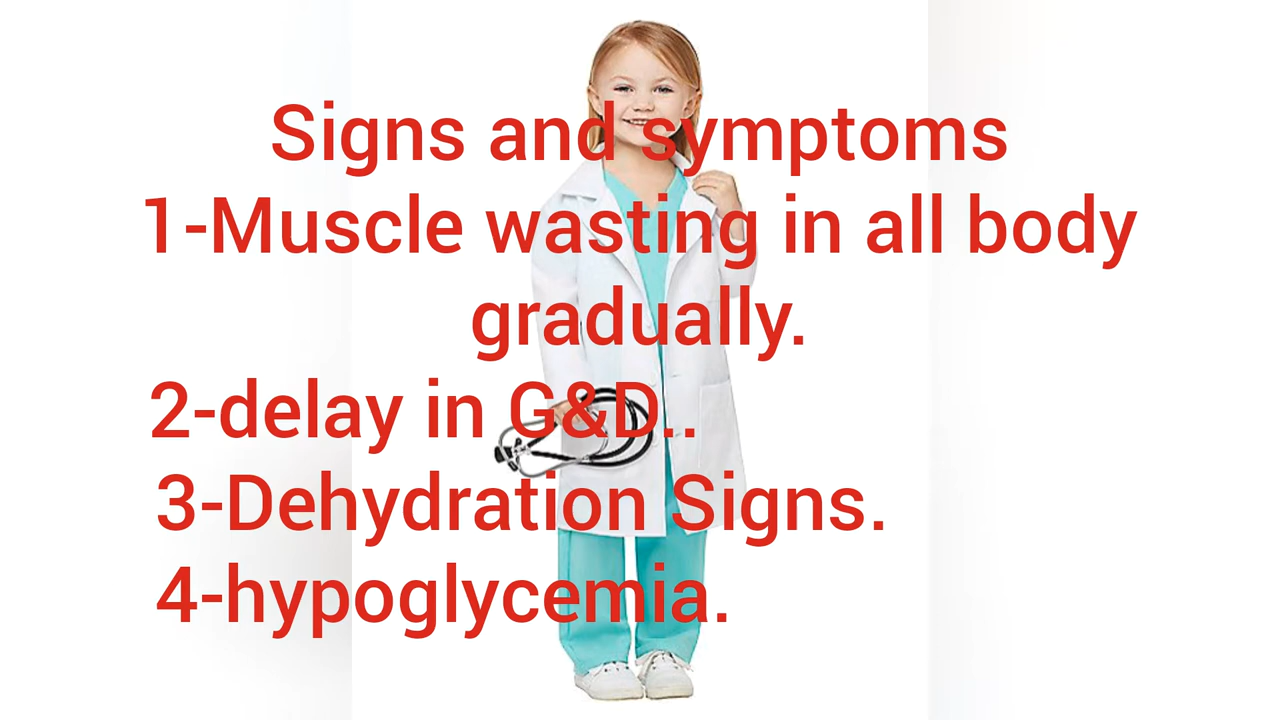 Signs and symptoms
1-Muscle wasting in all body
gradually.
2-delay in G&D..
3-Dehydration Signs.
4-hypoglycemia.